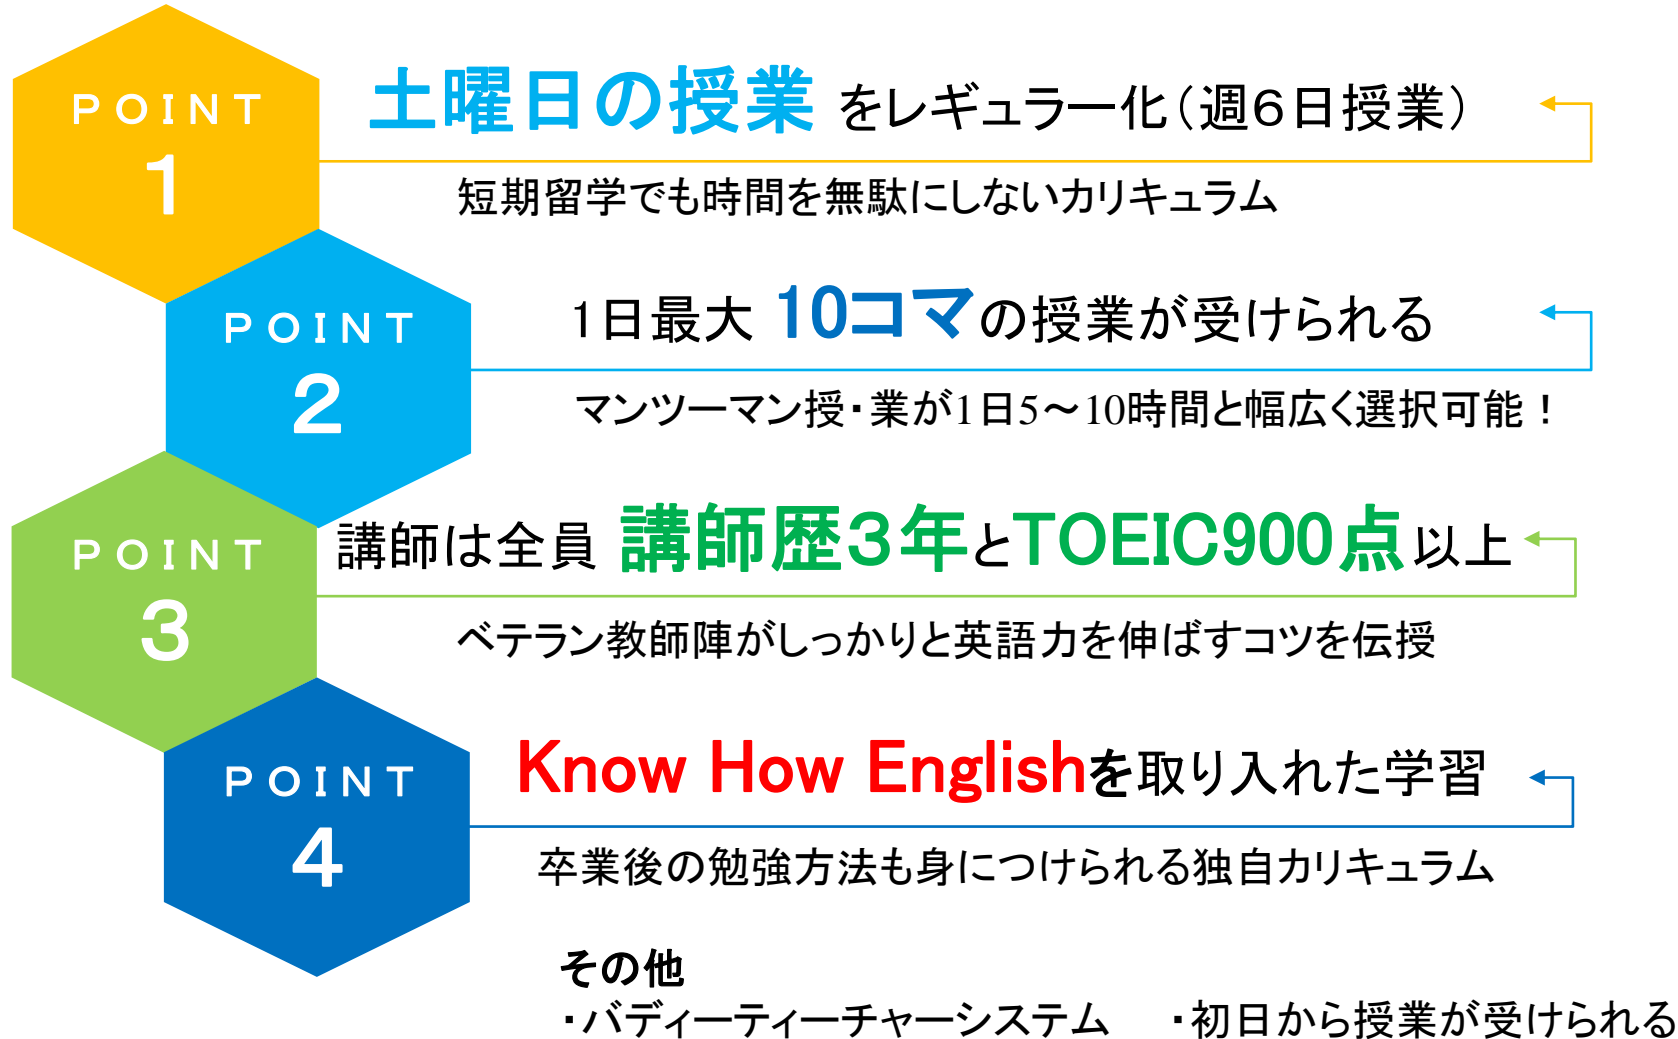 POINT
1
土曜日の授業 をレギュラー化（週６日授業）
短期留学でも時間を無駄にしないカリキュラム
POINT
2
1日最大 10コマの授業が受けられる
マンツーマン授・業が1日5～10時間と幅広く選択可能！
POINT
3
講師は全員 講師歴３年とTOEIC900点以上
ベテラン教師陣がしっかりと英語力を伸ばすコツを伝授
POINT
4
Know How Englishを取り入れた学習
卒業後の勉強方法も身につけられる独自カリキュラム
その他
・バディーティーチャーシステム ・初日から授業が受けられる